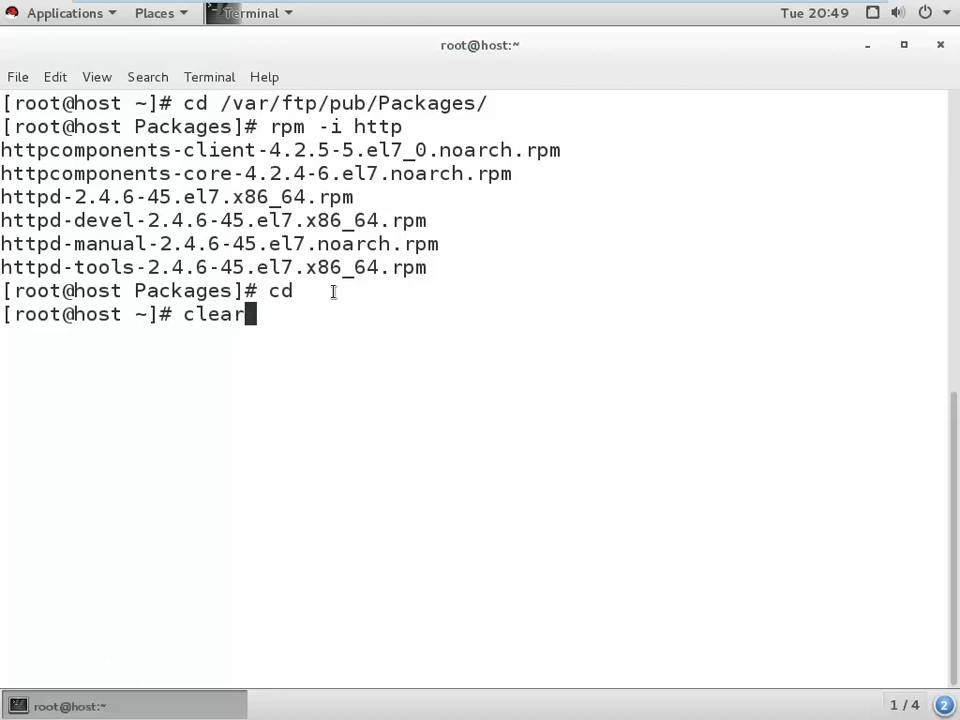 Applications Places Terminal Tue 20:49
root@host:~
File Edit View Search Terminal Help
[root@host ~]# cd /var/ftp/pub/Packages/
[root@host Packages]# rpm -i http
httpcomponents-client-4.2.5-5.el7_0.noarch.rpm
httpcomponents-core-4.2.4-6.el7.noarch.rpm
httpd-2.4.6-45.el7.x86_64.rpm
httpd-devel-2.4.6-45.el7.x86_64.rpm
httpd-manual-2.4.6-45.el7.noarch.rpm
httpd-tools-2.4.6-45.el7.x86_64.rpm
[root@host Packages]# cd
[root@host ~]# clear
root@host:~ 1 / 4 2